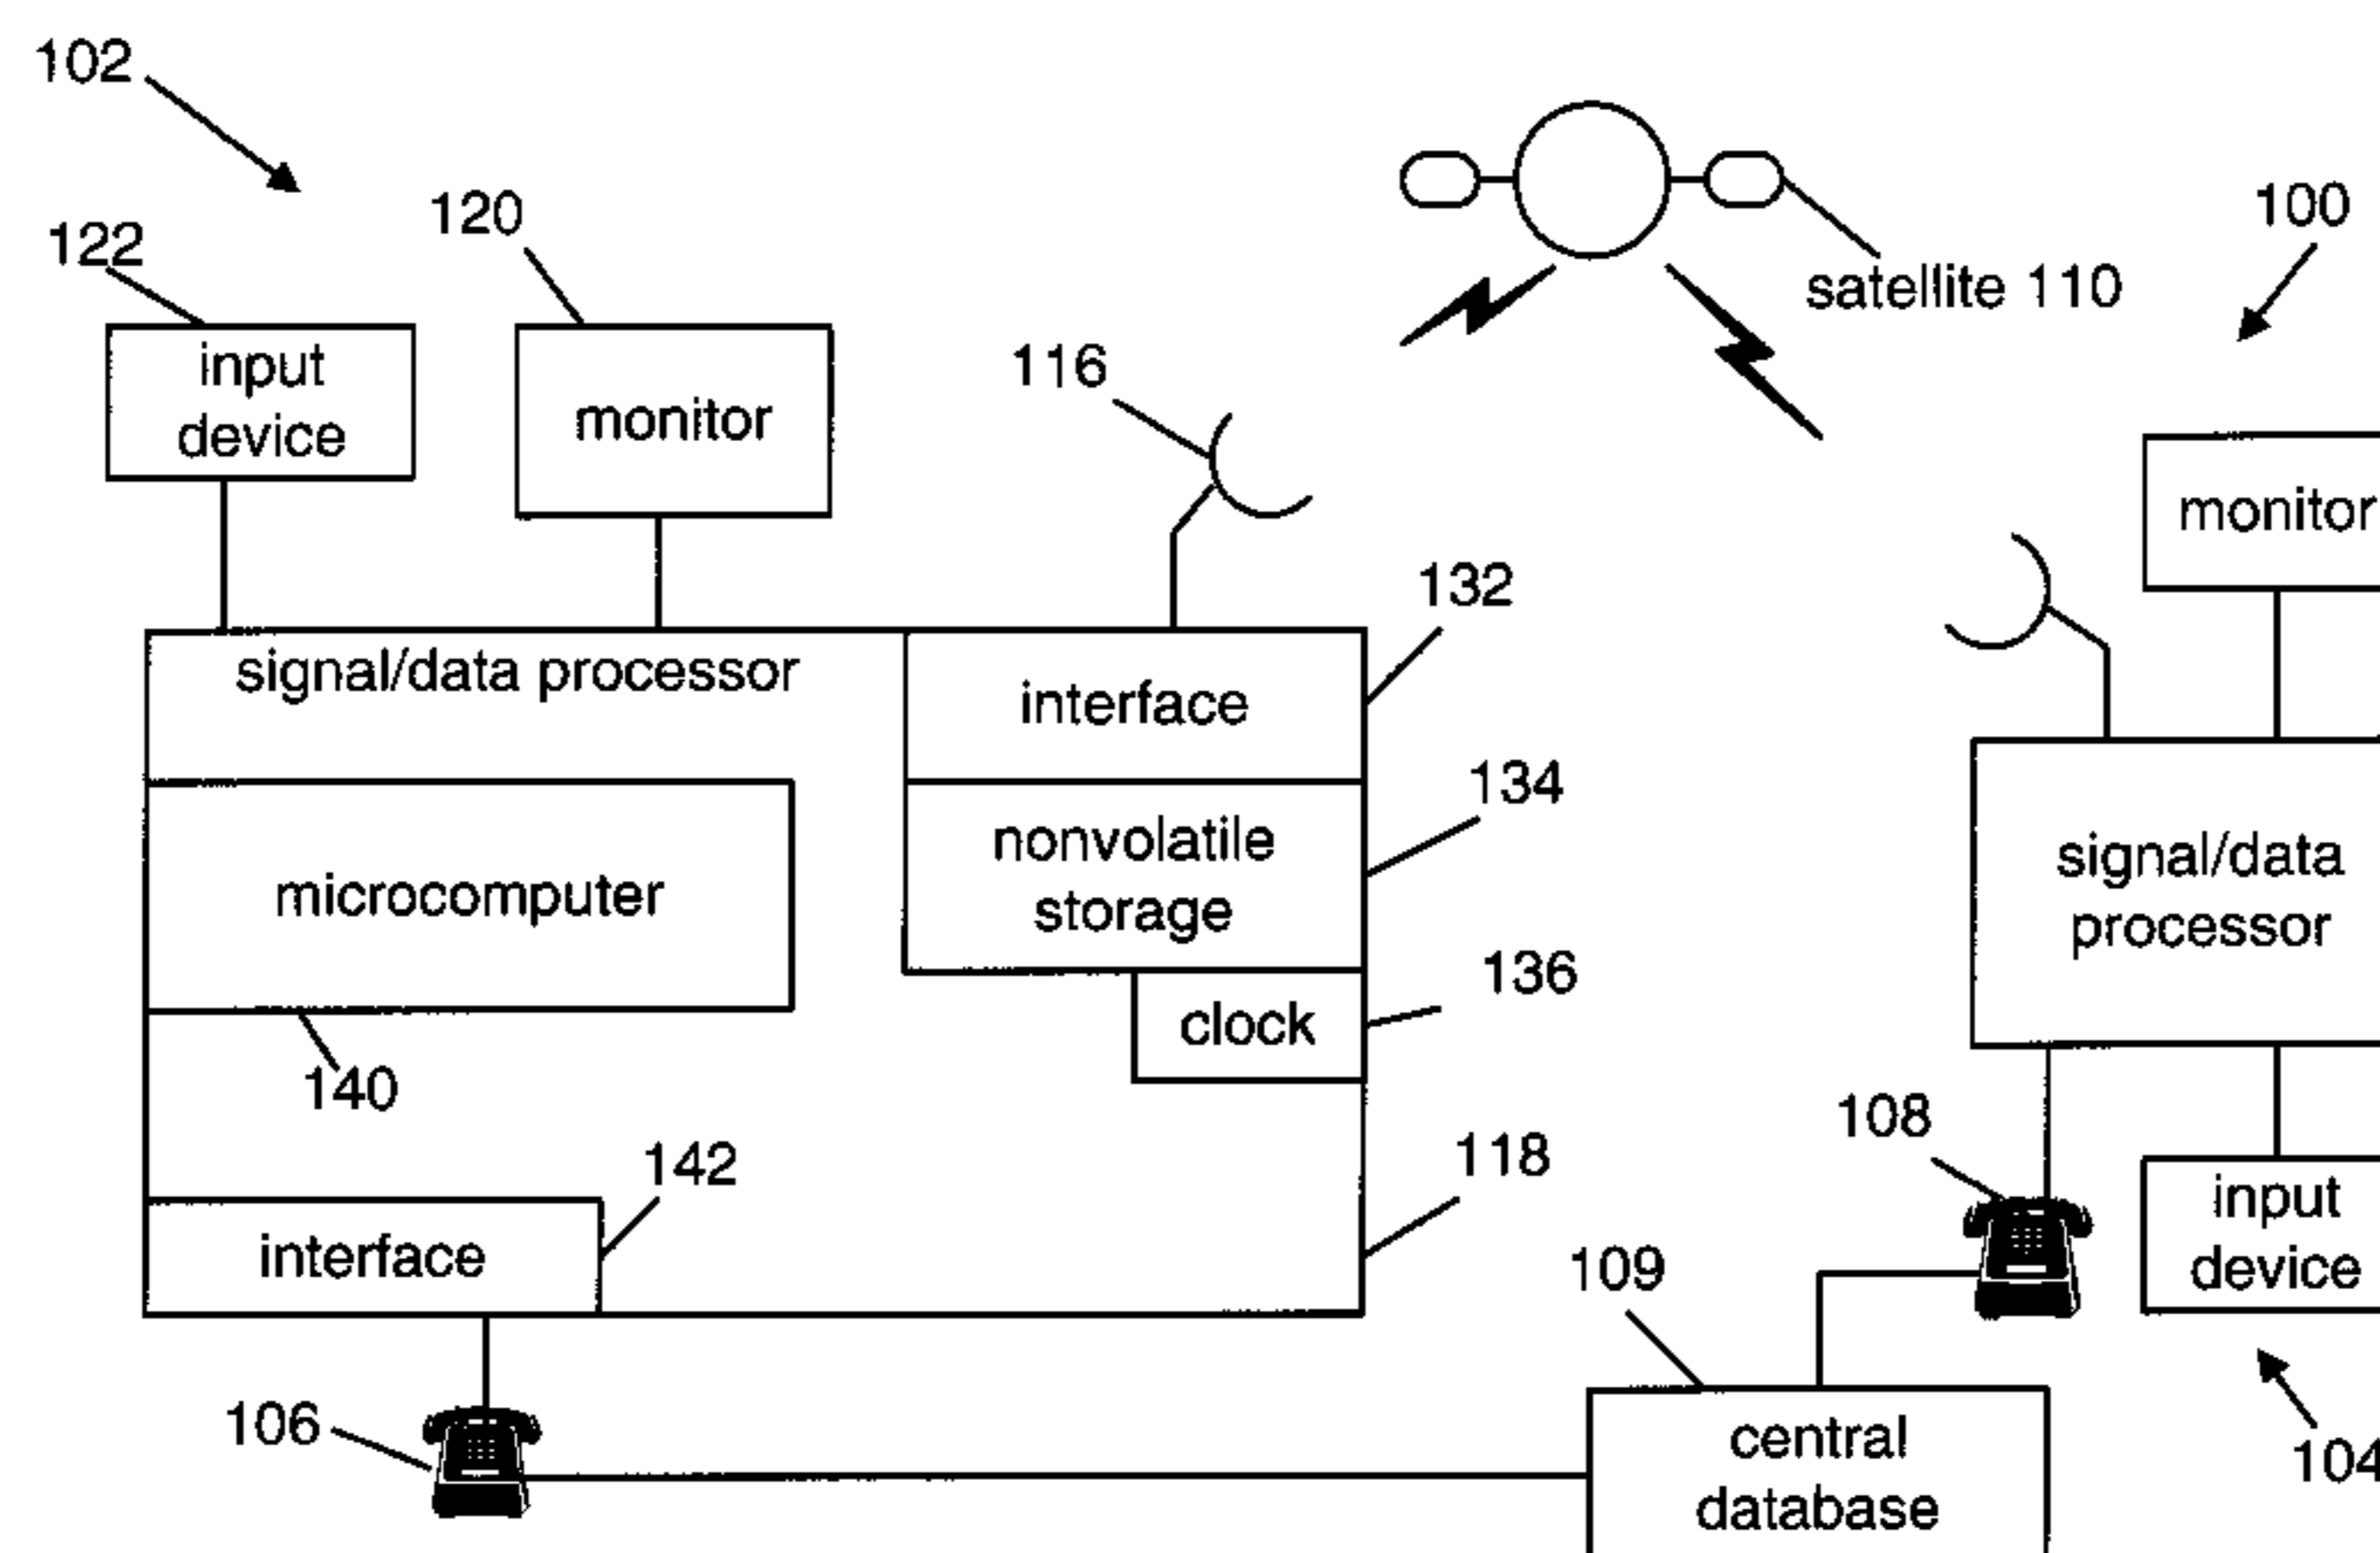 102
122
120
116
satellite 110
100
input
device
monitor
monitor
132
signal/data processor
interface
134
nonvolatile
storage
microcomputer
signal/data
processor
136
clock
140
108
142
118
input
device
interface
109
106
104
central
database